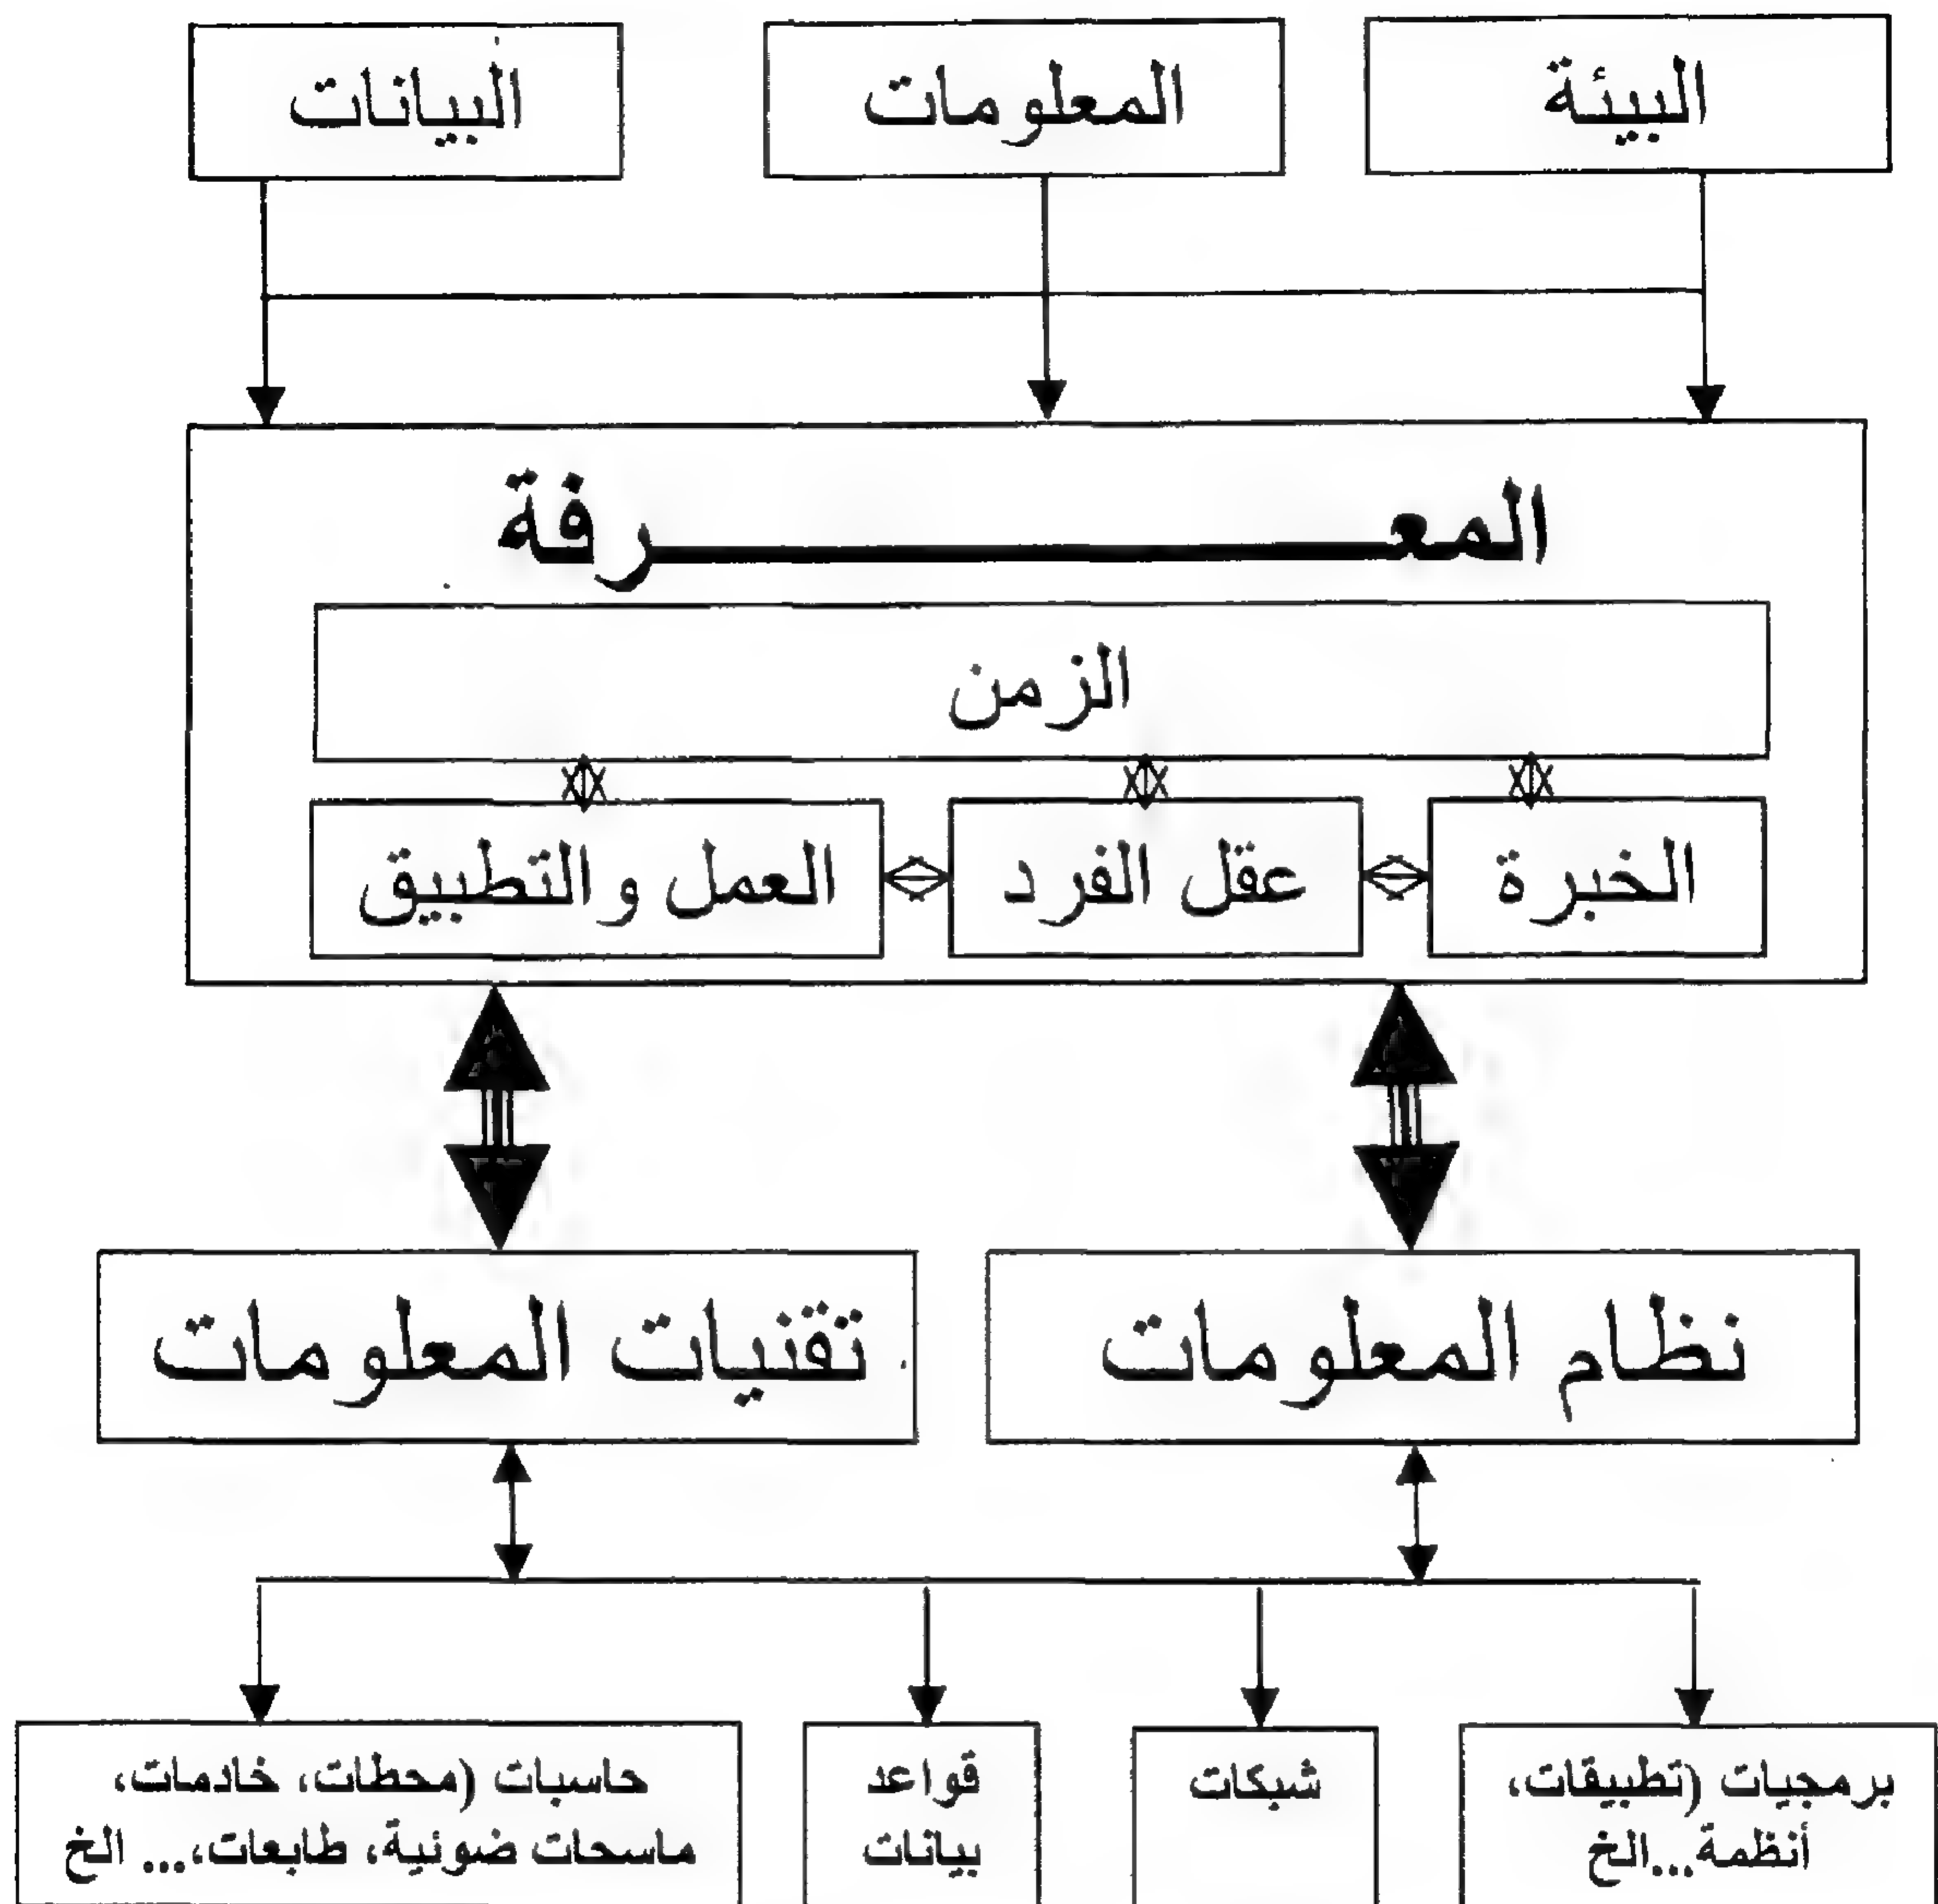 البيئة
المعلومات
البيانات
المعرفة
الزمن
الخبرة
عقل الفرد
العمل والتطبيق
نظام المعلومات
تقنيات المعلومات
برمجيات (تطبيقات،
أنظمة...الخ
شبكات
قواعد
بيانات
حاسبات (محطات، خادمات،
ماسحات ضوئية، طابعات،... الخ